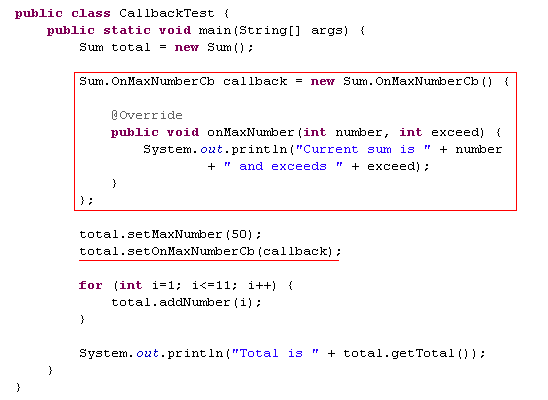 public class CallbackTest {
public static void main(String[] args) {
Sum total = new Sum();
Sum.OnMaxNumberCb callback = new Sum.OnMaxNumberCb() {
@Override
public void onMaxNumber(int number, int exceed) {
System.out.println("Current sum is " + number
+ " and exceeds " + exceed);
}
};
total.setMaxNumber(50);
total.setOnMaxNumberCb(callback);
for (int i=1; i<=11; i++) {
total.addNumber(i);
}
System.out.println("Total is " + total.getTotal());
}
}